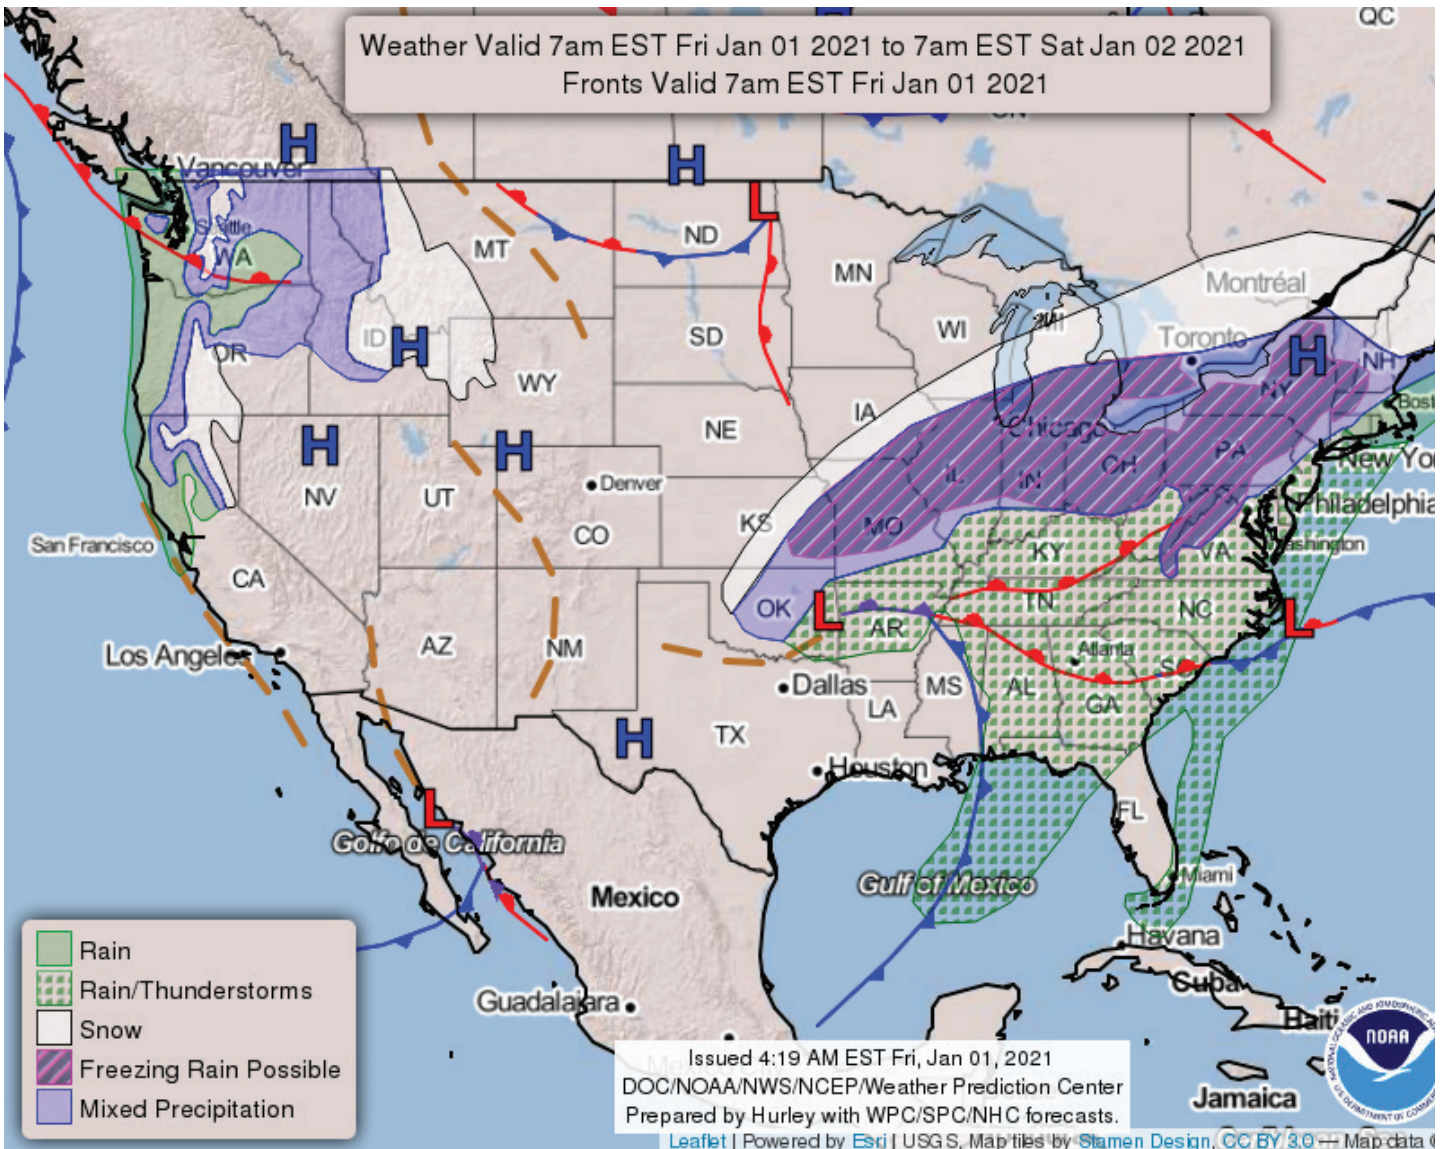 QC
Weather Valid 7am EST Fri Jan 01 2021 to 7am EST Sat Jan 02 2021
Fronts Valid 7am EST Fri Jan 01 2021
ON
H
Vancouver
H
L
Seattle
WA
MT
ND
MN
Montréal
ID
H
OR
SD
WI
MI
Toronto
H
NH
WY
NY
IA
NE
Chicago
Bost
H
NV
H
UT
Denver
CO
KS
MO
IL
IN
OH
PA
New Yor
Philadelphia
San Francisco
CA
KY
VA
Washington
AZ
NM
OK
L
AR
TN
NC
L
Los Angeles
Dallas
MS
AL
Atlanta
GA
SC
LA
H
TX
Houston
FL
L
Golfo de California
Mexico
Gulf of Mexico
Miami
Havana
Cuba
Haiti
Guadalajara
Mexico City
Jamaica
Rain
Rain/Thunderstorms
Snow
Freezing Rain Possible
Mixed Precipitation
Issued 4:19 AM EST Fri, Jan 01, 2021
DOC/NOAA/NWS/NCEP/Weather Prediction Center
Prepared by Hurley with WPC/SPC/NHC forecasts.
NOAA
Leaflet | Powered by Esri | USGS, Map tiles by Stamen Design, CC BY 3.0 — Map data ©